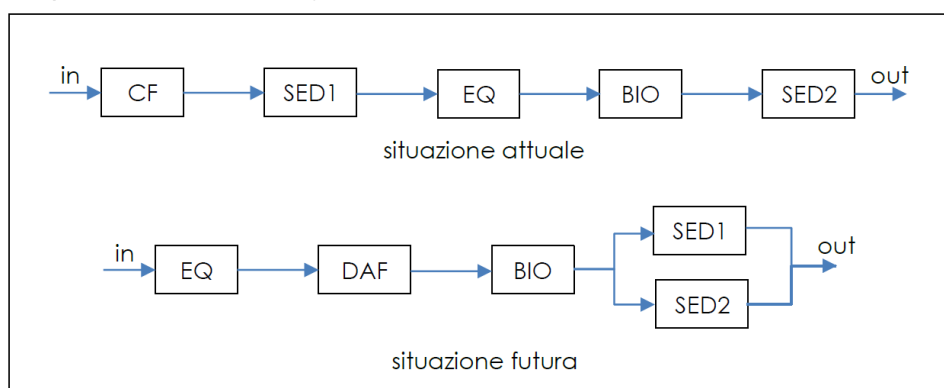 in CF SED1 EQ BIO SED2 out
situazione attuale
in EQ DAF BIO SED1 out
SED2
situazione futura